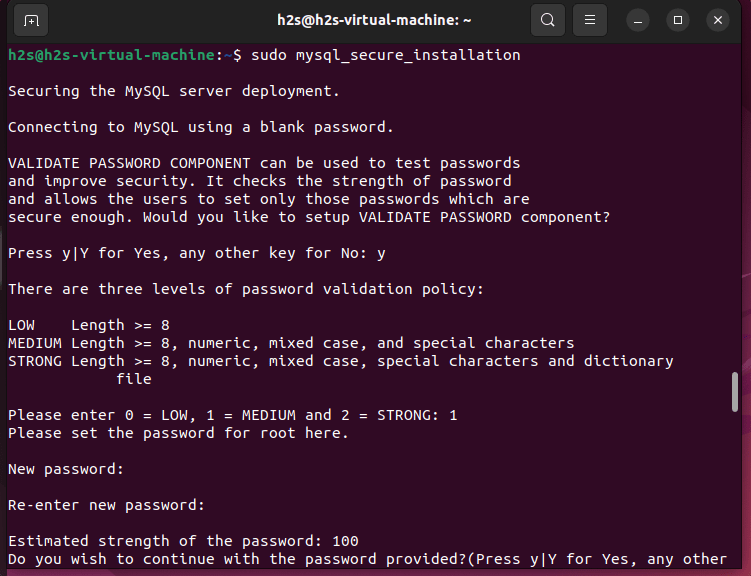 h2s@h2s-virtual-machine: ~
h2s@h2s-virtual-machine:~$ sudo mysql_secure_installation
Securing the MySQL server deployment.
Connecting to MySQL using a blank password.
VALIDATE PASSWORD COMPONENT can be used to test passwords
and improve security. It checks the strength of password
and allows the users to set only those passwords which are
secure enough. Would you like to setup VALIDATE PASSWORD component?
Press y|Y for Yes, any other key for No: y
There are three levels of password validation policy:
LOW    Length >= 8
MEDIUM Length >= 8, numeric, mixed case, and special characters
STRONG Length >= 8, numeric, mixed case, special characters and dictionary
            file
Please enter 0 = LOW, 1 = MEDIUM and 2 = STRONG: 1
Please set the password for root here.
New password:
Re-enter new password:
Estimated strength of the password: 100
Do you wish to continue with the password provided?(Press y|Y for Yes, any other